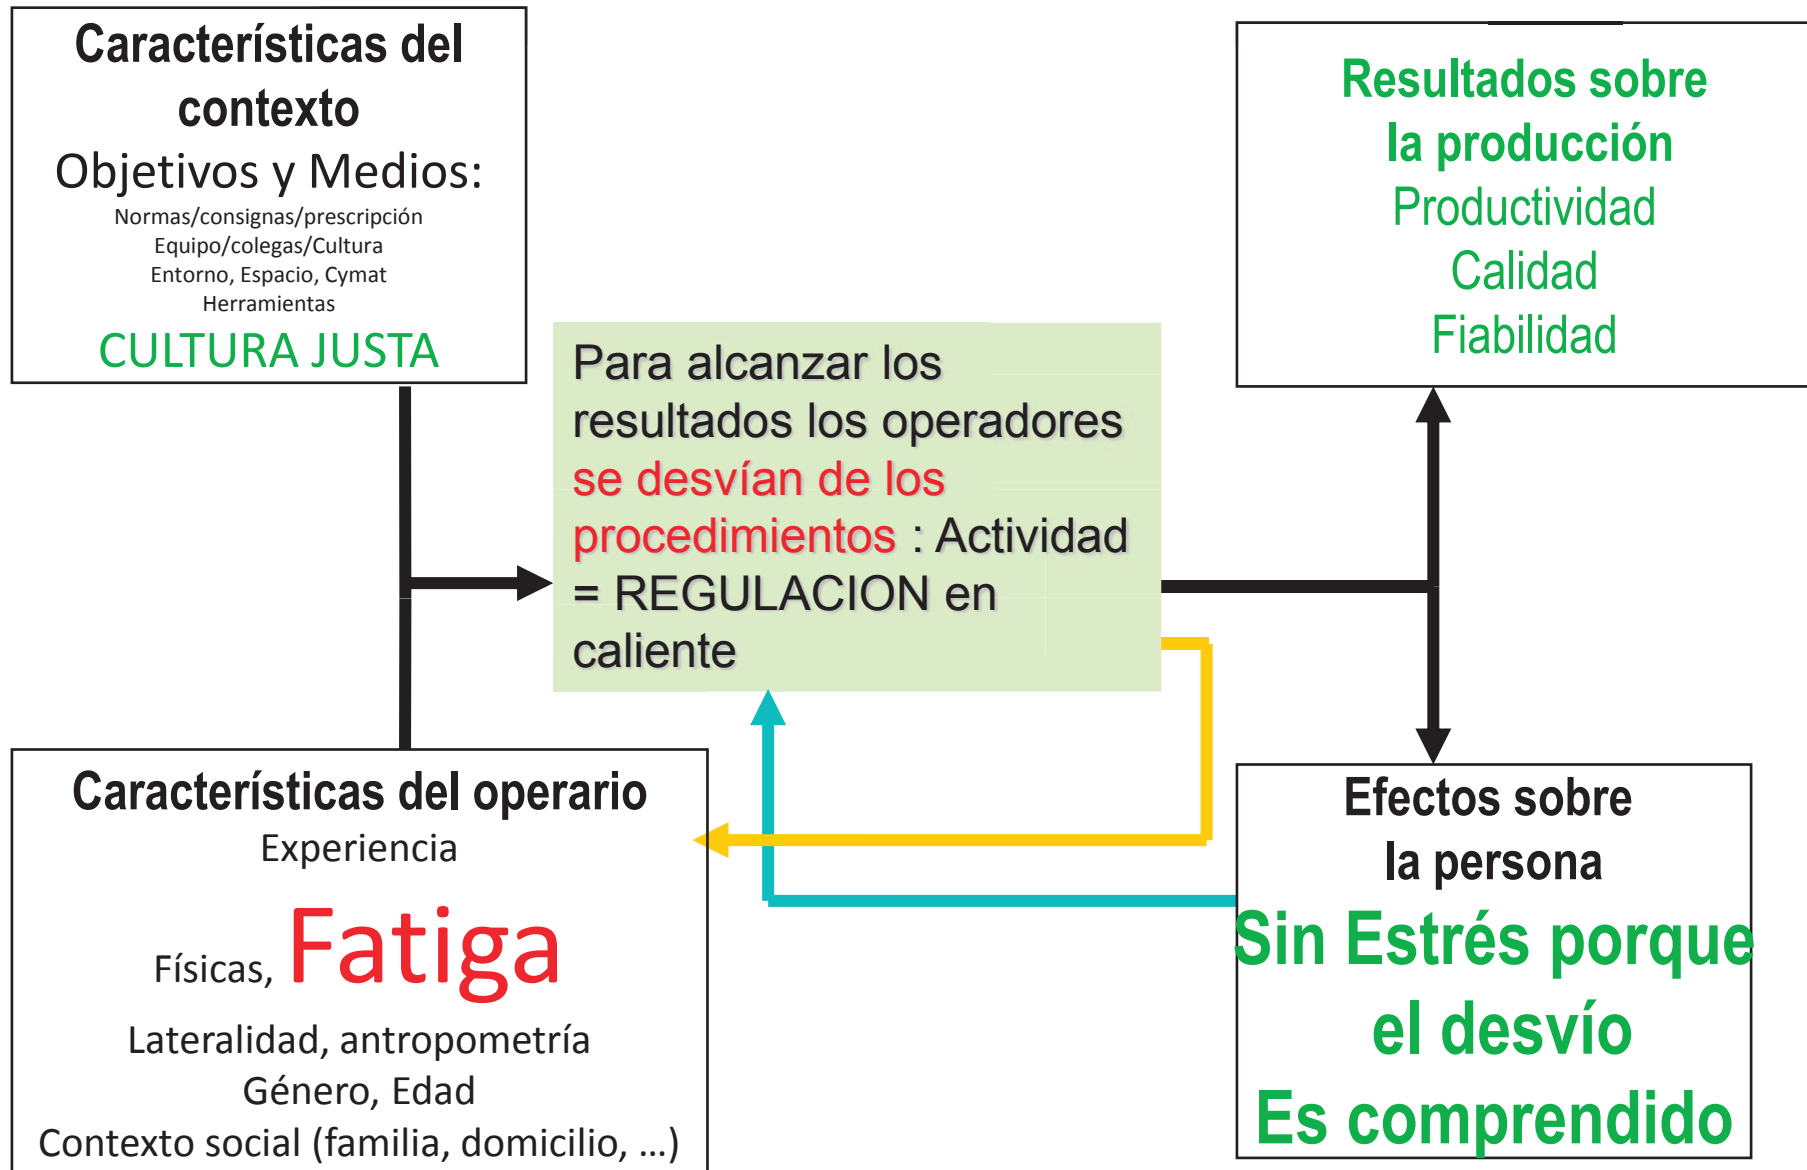 Características del
contexto
Objetivos y Medios:
Normas/consignas/prescripción
Equipo/colegas/Cultura
Entorno, Espacio, Cymat
Herramientas
CULTURA JUSTA
Resultados sobre
la producción
Productividad
Calidad
Fiabilidad
Para alcanzar los
resultados los operadores
se desvían de los
procedimientos : Actividad
= REGULACION en
caliente
Características del operario
Experiencia
Físicas, Fatiga
Lateralidad, antropometría
Género, Edad
Contexto social (familia, domicilio, ...)
Efectos sobre
la persona
Sin Estrés porque
el desvío
Es comprendido